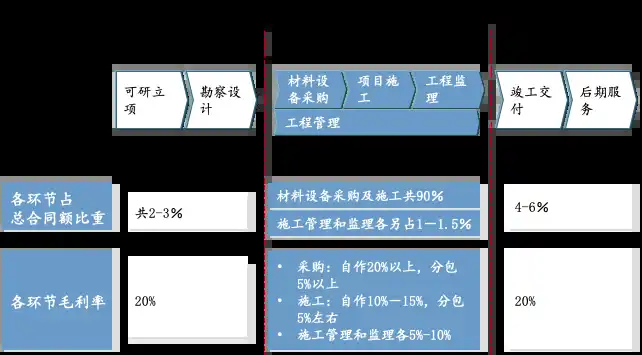 可研立
项
勘察设
计
材料设
备采购
项目施
工
工程监
理
工程管理
竣工交
付
后期服
务
各环节占
总合同额比重
共2-3%
材料设备采购及施工共90%
施工管理和监理各另占1-1.5%
4-6%
各环节毛利率
20%
• 采购：自作20%以上，分包
5%以上
• 施工：自作10%-15%，分包
5%左右
• 施工管理和监理各5%-10%
20%